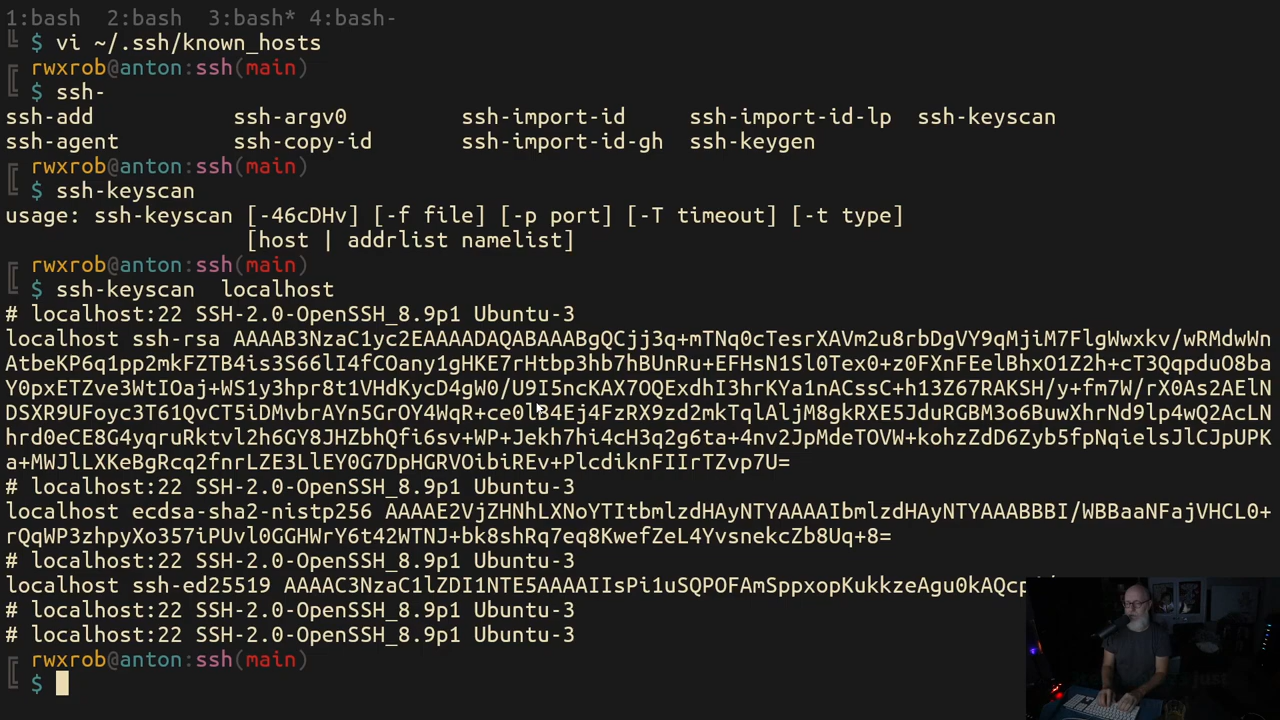 1:bash  2:bash  3:bash* 4:bash-
$ vi ~/.ssh/known_hosts
rwxrob@anton:ssh(main)
$ ssh-
ssh-add            ssh-argv0         ssh-import-id     ssh-import-id-lp  ssh-keyscan
ssh-agent          ssh-copy-id       ssh-import-id-gh  ssh-keygen
rwxrob@anton:ssh(main)
$ ssh-keyscan
usage: ssh-keyscan [-46cDHv] [-f file] [-p port] [-T timeout] [-t type]
[host | addrlist namelist]
rwxrob@anton:ssh(main)
$ ssh-keyscan  localhost
# localhost:22 SSH-2.0-OpenSSH_8.9p1 Ubuntu-3
localhost ssh-rsa AAAAB3NzaC1yc2EAAAADAQABAAABgQCjj3q+mTNq0cTesrXAVm2u8rbDgVY9qMjiM7FlgWwxkv/wRMdwWn
AtbeKP6q1pp2mkFZTB4is3S66lI4fCOany1gHKE7rHtbp3hb7hBUnRu+EFHsN1Sl0Tex0+z0FXnFEelBhxO1Z2h+cT3QqpduO8ba
Y0pxETZve3WtIOaj+WS1y3hpr8t1VHdKycD4gW0/U9I5ncKAX7OQExdhI3hrKYa1nACssC+h13Z67RAKSH/y+fm7W/rX0As2AElN
DSXR9UFoyc3T61QvCT5iDMvbrAYn5GrOY4WqR+ce0lB4Ej4FzRX9zd2mkTqlAljM8gkRXE5JduRGBM3o6BuwXhrNd9lp4wQ2AcLN
hrd0eCE8G4yqruRktvl2h6GY8JHZbhQfi6sv+WP+Jekh7hi4cH3q2g6ta+4nv2JpMdeTOVW+kohzZdD6Zyb5fpNqielsJlCJpUPK
a+MWJlLXKeBgRcq2fnrLZE3LlEY0G7DpHGRVOibiREv+PlcdiknFIIrTZvp7U=
# localhost:22 SSH-2.0-OpenSSH_8.9p1 Ubuntu-3
localhost ecdsa-sha2-nistp256 AAAAE2VjZHNhLXNoYTItbmlzdHAyNTYAAAAIbmlzdHAyNTYAAABBBI/WBBaaNFajVHCL0+
rQqWP3zhpyXo357iPUvl0GGHWrY6t42WTNJ+bk8shRq7eq8KwefZeL4YvsnekcZb8Uq+8=
# localhost:22 SSH-2.0-OpenSSH_8.9p1 Ubuntu-3
localhost ssh-ed25519 AAAAC3NzaC1lZDI1NTE5AAAAIIsPi1uSQPOFAmSppxopKukkzeAgu0kAQcp
# localhost:22 SSH-2.0-OpenSSH_8.9p1 Ubuntu-3
# localhost:22 SSH-2.0-OpenSSH_8.9p1 Ubuntu-3
rwxrob@anton:ssh(main)
$